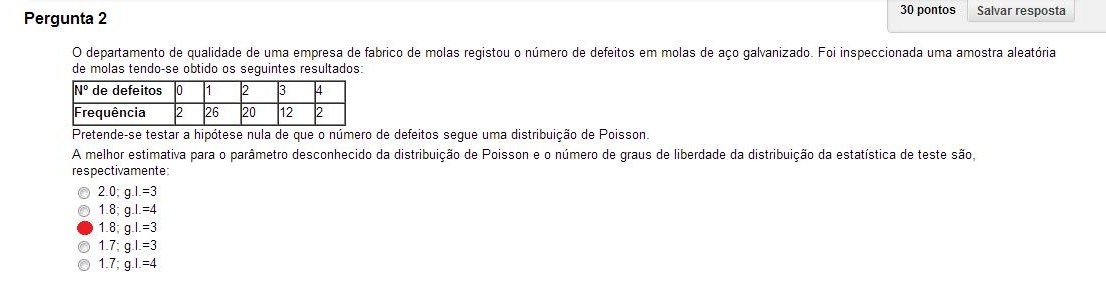 Pergunta 2
30 pontos Salvar resposta
O departamento de qualidade de uma empresa de fabrico de molas registou o número de defeitos em molas de aço galvanizado. Foi inspeccionada uma amostra aleatória
de molas tendo-se obtido os seguintes resultados:
Nº de defeitos 0 1 2 3 4
Frequência 2 26 20 12 2
Pretende-se testar a hipótese nula de que o número de defeitos segue uma distribuição de Poisson.
A melhor estimativa para o parâmetro desconhecido da distribuição de Poisson e o número de graus de liberdade da distribuição da estatística de teste são,
respectivamente:
2.0; g.l.=3
1.8; g.l.=4
1.8; g.l.=3
1.7; g.l.=3
1.7; g.l.=4